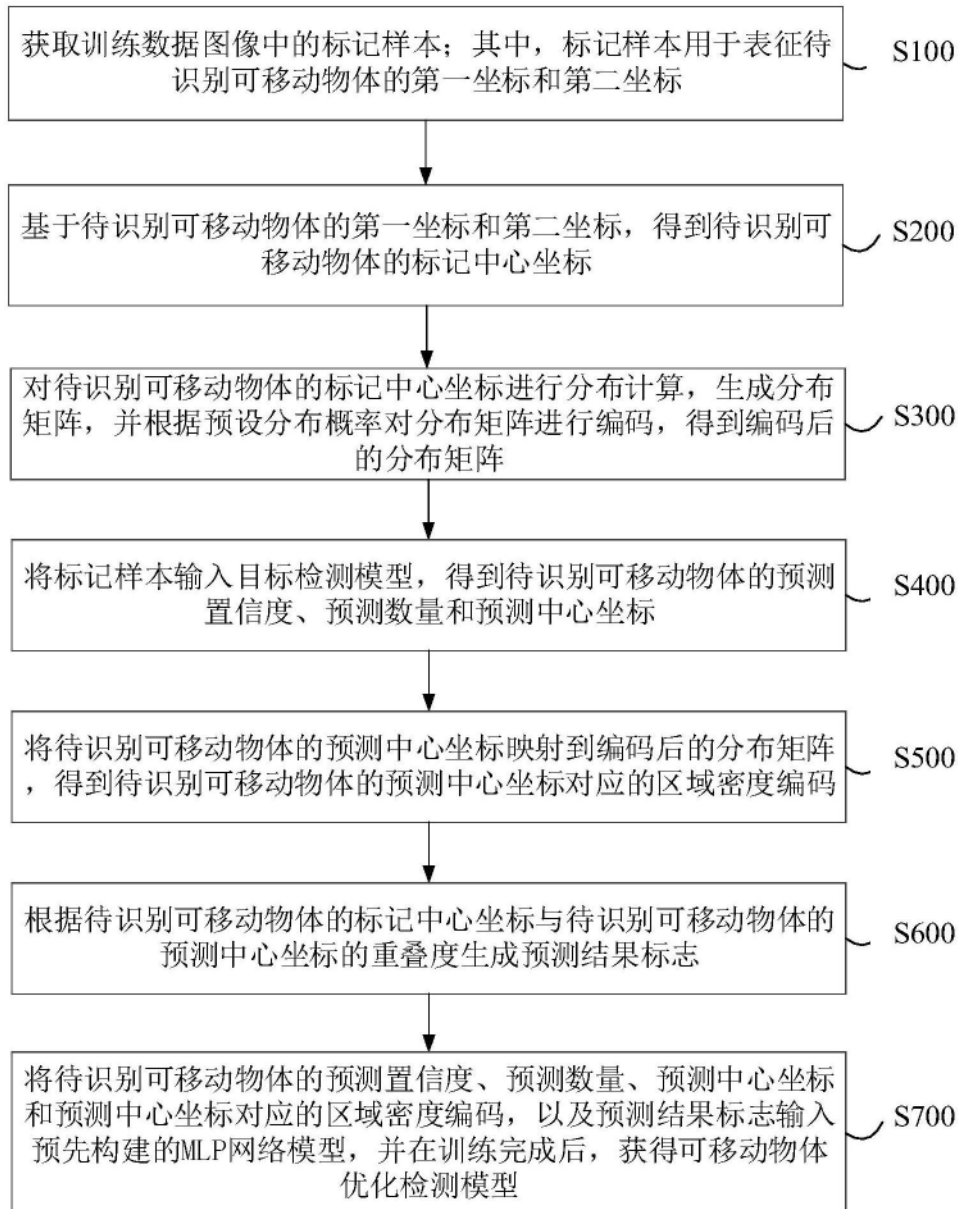 获取训练数据图像中的标记样本；其中，标记样本用于表征待
识别可移动物体的第一坐标和第二坐标
S100
基于待识别可移动物体的第一坐标和第二坐标，得到待识别可
移动物体的标记中心坐标
S200
对待识别可移动物体的标记中心坐标进行分布计算，生成分布
矩阵，并根据预设分布概率对分布矩阵进行编码，得到编码后
的分布矩阵
S300
将标记样本输入目标检测模型，得到待识别可移动物体的预测
置信度、预测数量和预测中心坐标
S400
将待识别可移动物体的预测中心坐标映射到编码后的分布矩阵
，得到待识别可移动物体的预测中心坐标对应的区域密度编码
S500
根据待识别可移动物体的标记中心坐标与待识别可移动物体的
预测中心坐标的重叠度生成预测结果标志
S600
将待识别可移动物体的预测置信度、预测数量、预测中心坐标
和预测中心坐标对应的区域密度编码，以及预测结果标志输入
预先构建的MLP网络模型，并在训练完成后，获得可移动物体
优化检测模型
S700